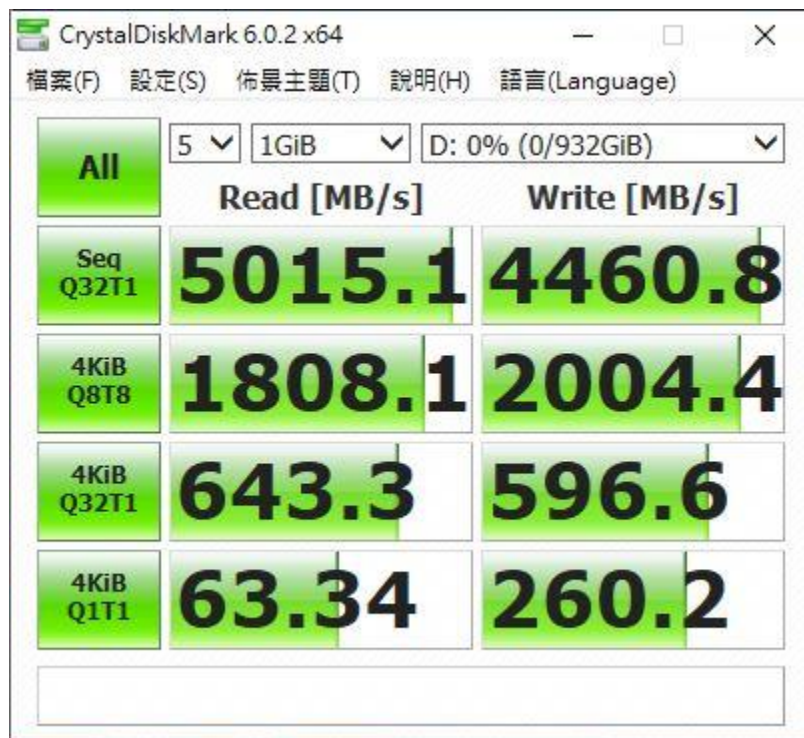 CrystalDiskMark 6.0.2 x64
檔案(F) 設定(S) 佈景主題(T) 說明(H) 語言(Language)
All 5 1GiB D: 0% (0/932GiB)
Read [MB/s] Write [MB/s]
Seq
Q32T1 5015.1 4460.8
4KiB
Q8T8 1808.1 2004.4
4KiB
Q32T1 643.3 596.6
4KiB
Q1T1 63.34 260.2